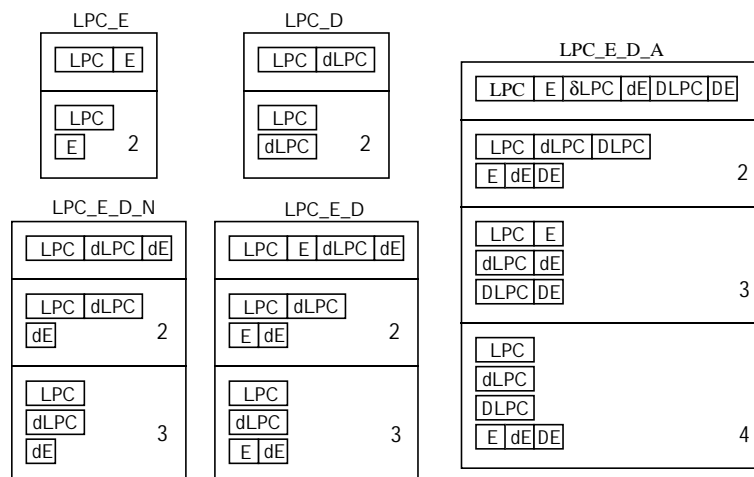 LPC_E
LPC E
LPC
E 2
LPC_D
LPC dLPC
LPC
dLPC 2
LPC_E_D_A
LPC E δLPC dE DLPC DE
LPC dLPC DLPC
E dE DE 2
LPC E
dLPC dE
DLPC DE 3
LPC
dLPC
DLPC
E dE DE 4
LPC_E_D_N
LPC dLPC dE
LPC dLPC
dE 2
LPC
dLPC
dE 3
LPC_E_D
LPC E dLPC dE
LPC dLPC
E dE 2
LPC
dLPC
E dE 3